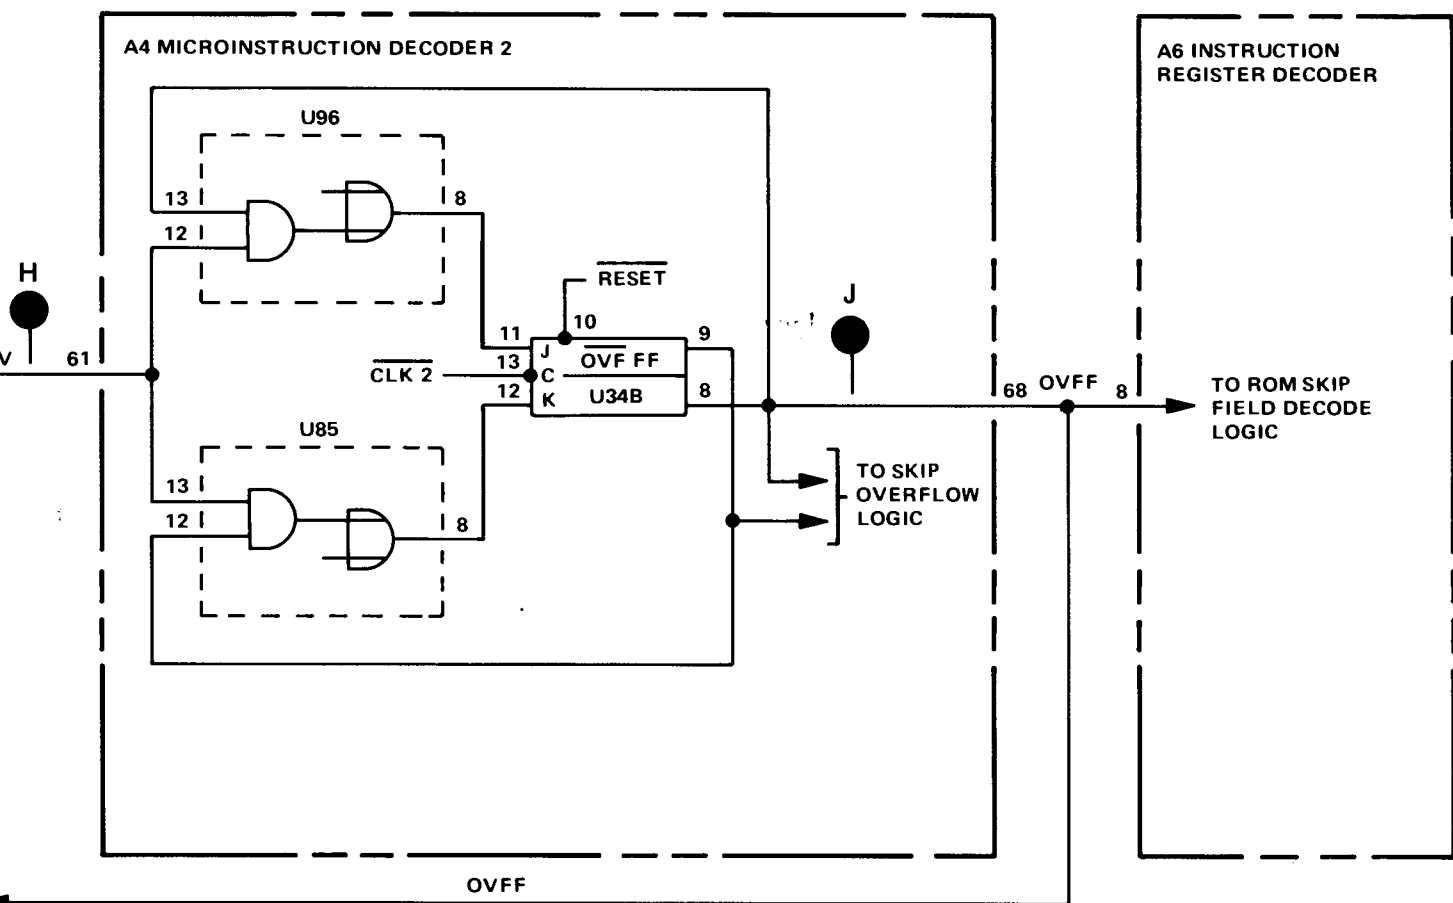 A4 MICROINSTRUCTION DECODER 2
A6 INSTRUCTION
REGISTER DECODER
U96
13
12
8
H
V
61
RESET
10
11
J
OVF FF
9
13
CLK 2
C
12
K
U34B
8
J
68
OVFF
8
TO ROM SKIP
FIELD DECODE
LOGIC
U85
13
12
8
TO SKIP
OVERFLOW
LOGIC
OVFF